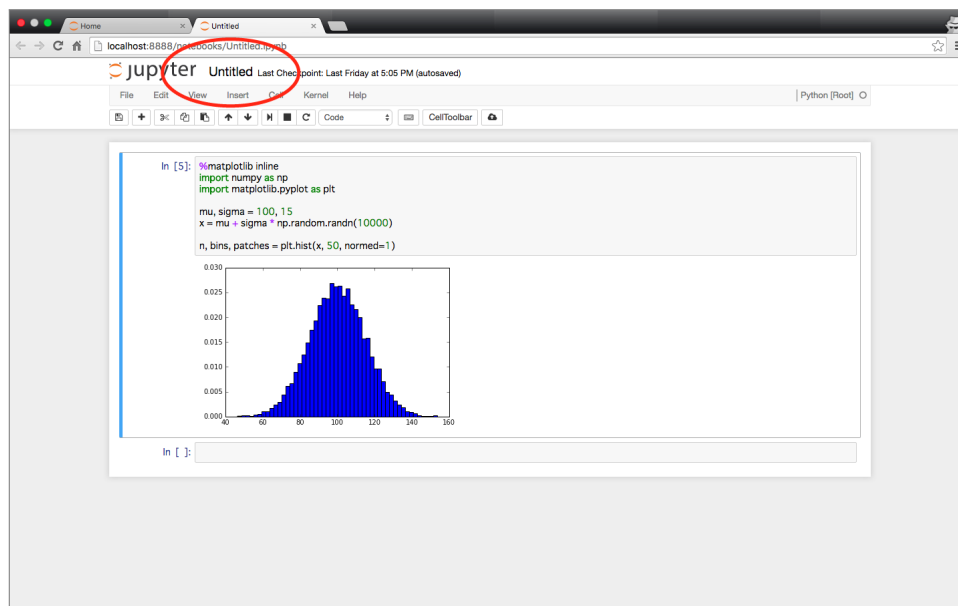 Home × Untitled ×
localhost:8888/notebooks/Untitled.ipynb
jupyter Untitled Last Checkpoint: Last Friday at 5:05 PM (autosaved)
File Edit View Insert Cell Kernel Help Python [Root]
Code CellToolbar
In [5]: %matplotlib inline
import numpy as np
import matplotlib.pyplot as plt
mu, sigma = 100, 15
x = mu + sigma * np.random.randn(10000)
n, bins, patches = plt.hist(x, 50, normed=1)
0.030
0.025
0.020
0.015
0.010
0.005
0.000
40 60 80 100 120 140 160
In [ ]: